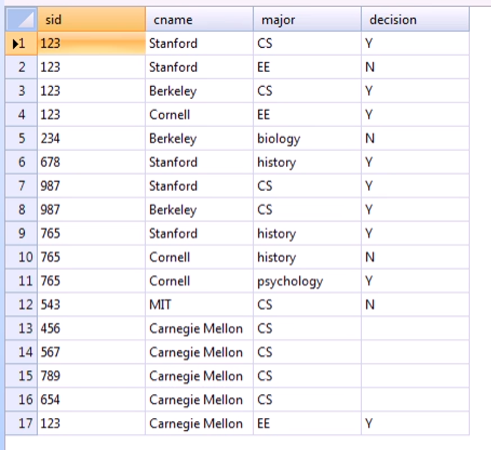 sid cname major decision
1 123 Stanford CS Y
2 123 Stanford EE N
3 123 Berkeley CS Y
4 123 Cornell EE Y
5 234 Berkeley biology N
6 678 Stanford history Y
7 987 Stanford CS Y
8 987 Berkeley CS Y
9 765 Stanford history Y
10 765 Cornell history N
11 765 Cornell psychology Y
12 543 MIT CS N
13 456 Carnegie Mellon CS
14 567 Carnegie Mellon CS
15 789 Carnegie Mellon CS
16 654 Carnegie Mellon CS
17 123 Carnegie Mellon EE Y